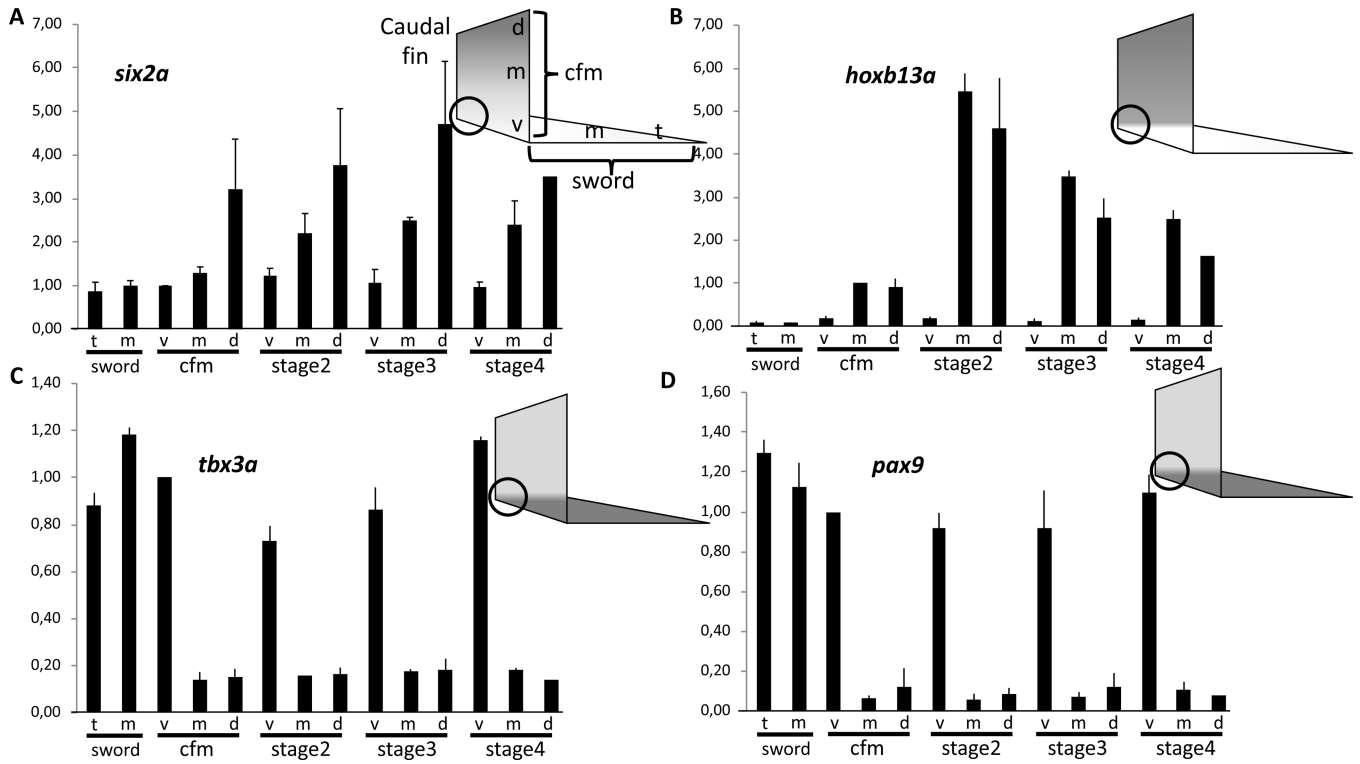 A
six2a
7,00
6,00
5,00
4,00
3,00
2,00
1,00
0,00
Caudal
fin
d
m
v
cfm
m
t
sword
t m v m d v m d v m d v m d
sword cfm stage2 stage3 stage4
B
hoxb13a
7,00
6,00
5,00
4,00
3,00
2,00
1,00
0,00
t m v m d v m d v m d v m d
sword cfm stage2 stage3 stage4
C
tbx3a
1,40
1,20
1,00
0,80
0,60
0,40
0,20
0,00
t m v m d v m d v m d v m d
sword cfm stage2 stage3 stage4
D
pax9
1,60
1,40
1,20
1,00
0,80
0,60
0,40
0,20
0,00
t m v m d v m d v m d v m d
sword cfm stage2 stage3 stage4